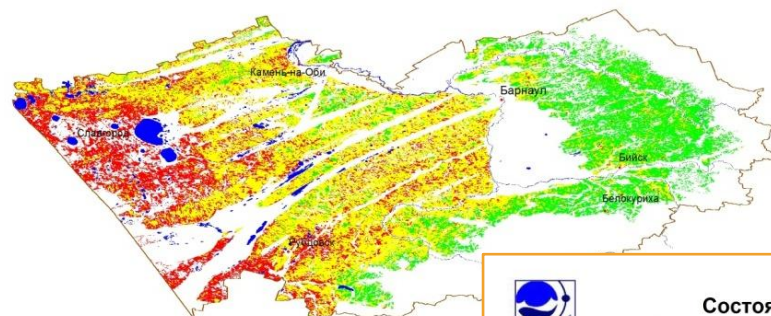 Камень-на-Оби
Барнаул
Славгород
Бийск
Белокуриха
Рубцовск
Состоя